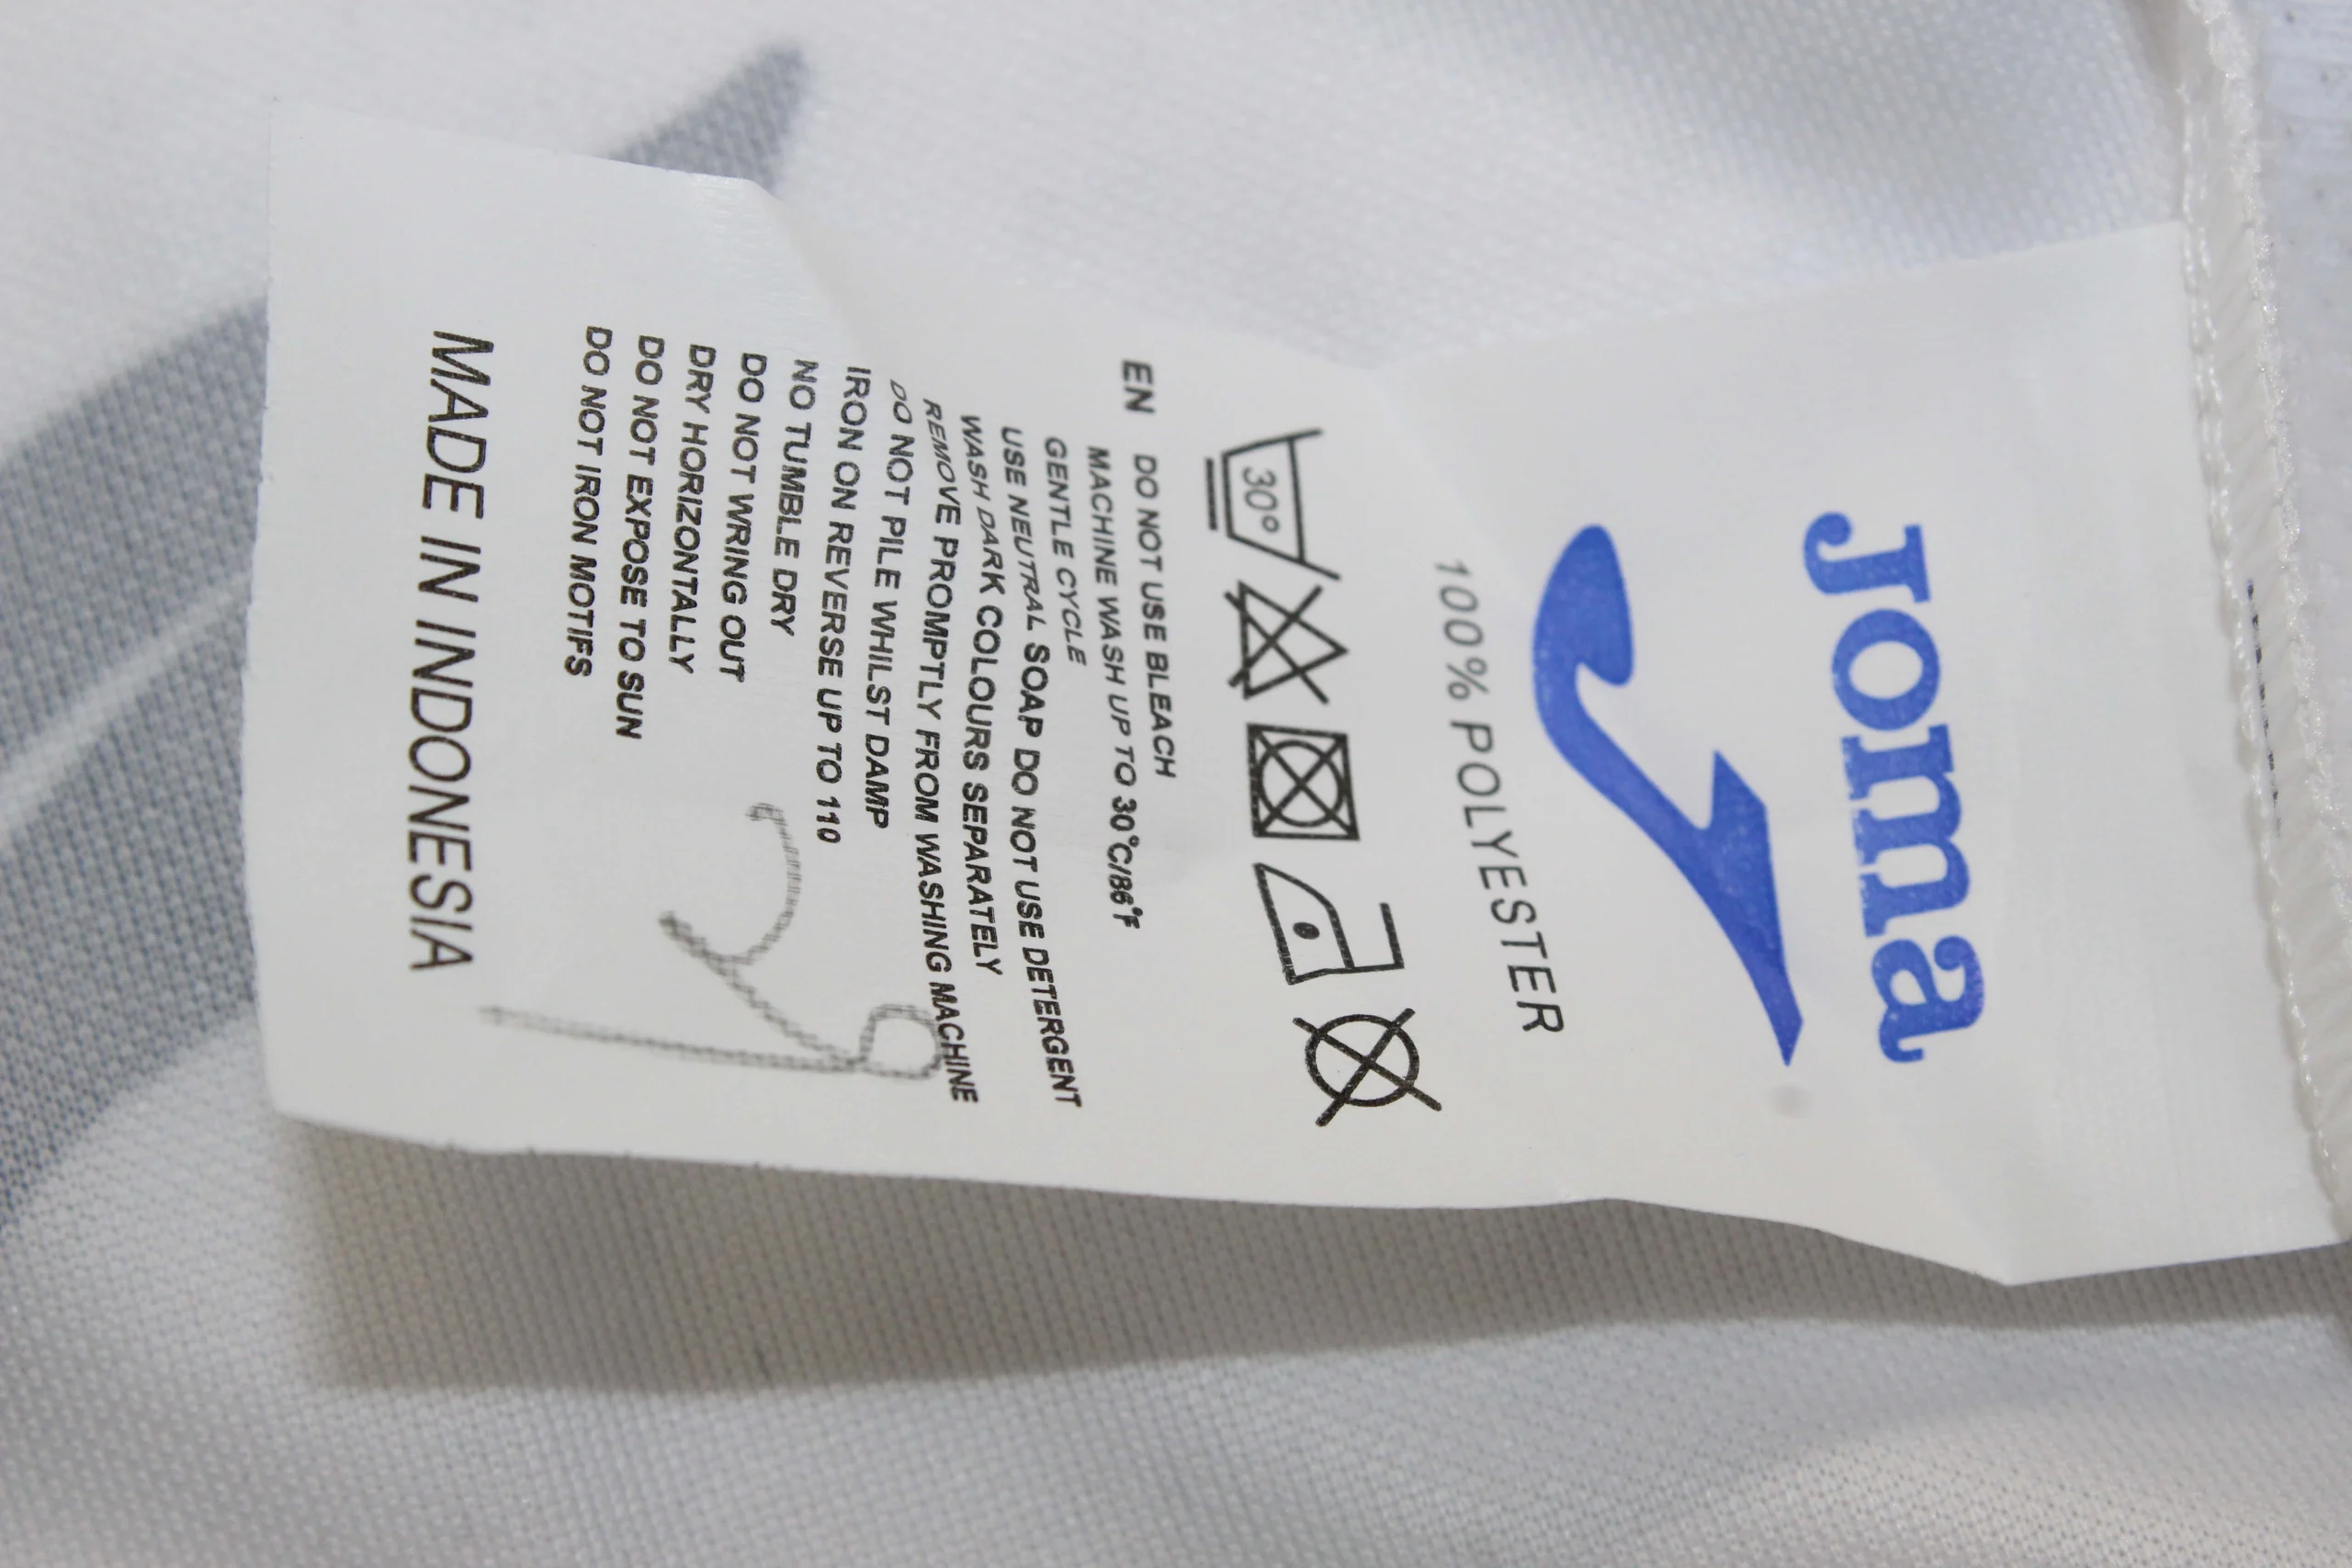 Joma
100% POLYESTER
30°
EN DO NOT USE BLEACH
MACHINE WASH UP TO 30°C/86°F
GENTLE CYCLE
USE NEUTRAL SOAP DO NOT USE DETERGENT
WASH DARK COLOURS SEPARATELY
REMOVE PROMPTLY FROM WASHING MACHINE
DO NOT PILE WHILST DAMP
IRON ON REVERSE UP TO 110
NO TUMBLE DRY
DO NOT WRING OUT
DRY HORIZONTALLY
DO NOT EXPOSE TO SUN
DO NOT IRON MOTIFS
MADE IN INDONESIA